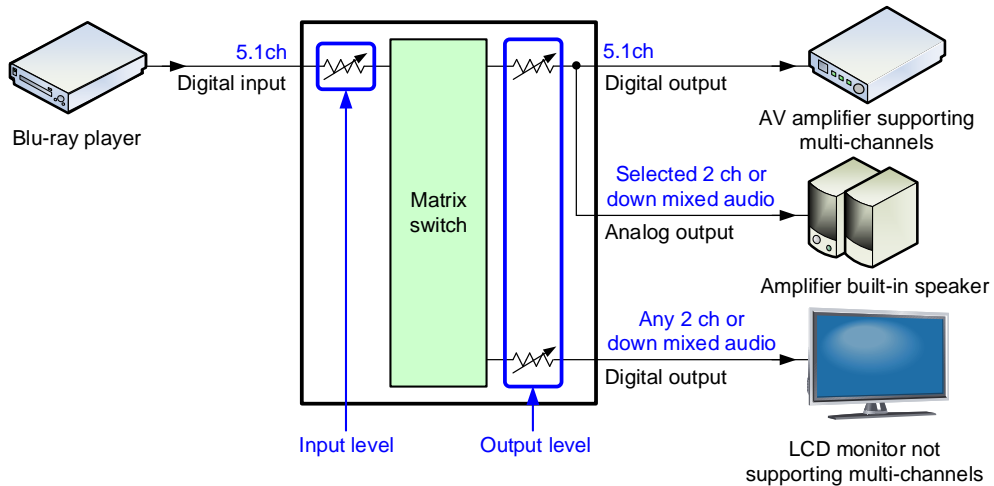 5.1ch
Digital input
Blu-ray player
Matrix
switch
Input level
Output level
5.1ch
Digital output
AV amplifier supporting
multi-channels
Selected 2 ch or
down mixed audio
Analog output
Amplifier built-in speaker
Any 2 ch or
down mixed audio
Digital output
LCD monitor not
supporting multi-channels